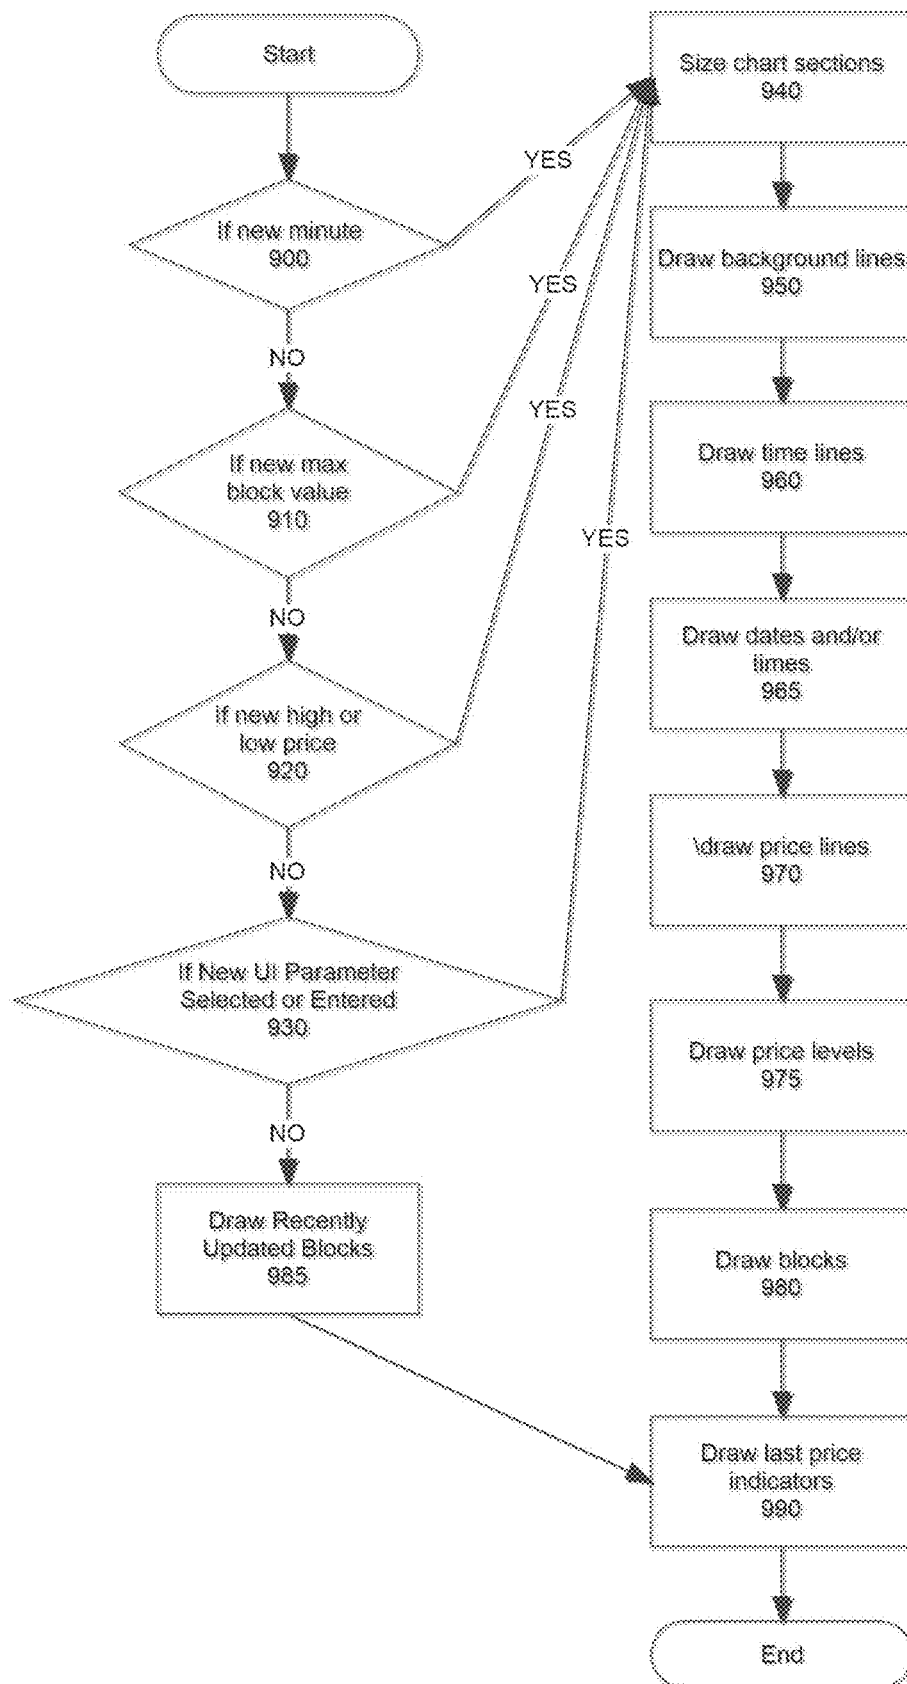 Start
If new minute
900
NO
If new max
block value
910
NO
If new high or
low price
920
NO
If New UI Parameter
Selected or Entered
930
NO
Draw Recently
Updated Blocks
985
YES
YES
YES
YES
Size chart sections
940
Draw background lines
950
Draw time lines
960
Draw dates and/or
times
965
\draw price lines
970
Draw price levels
975
Draw blocks
980
Draw last price
indicators
990
End